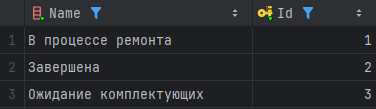 Name Id
1 В процессе ремонта 1
2 Завершена 2
3 Ожидание комплектующих 3